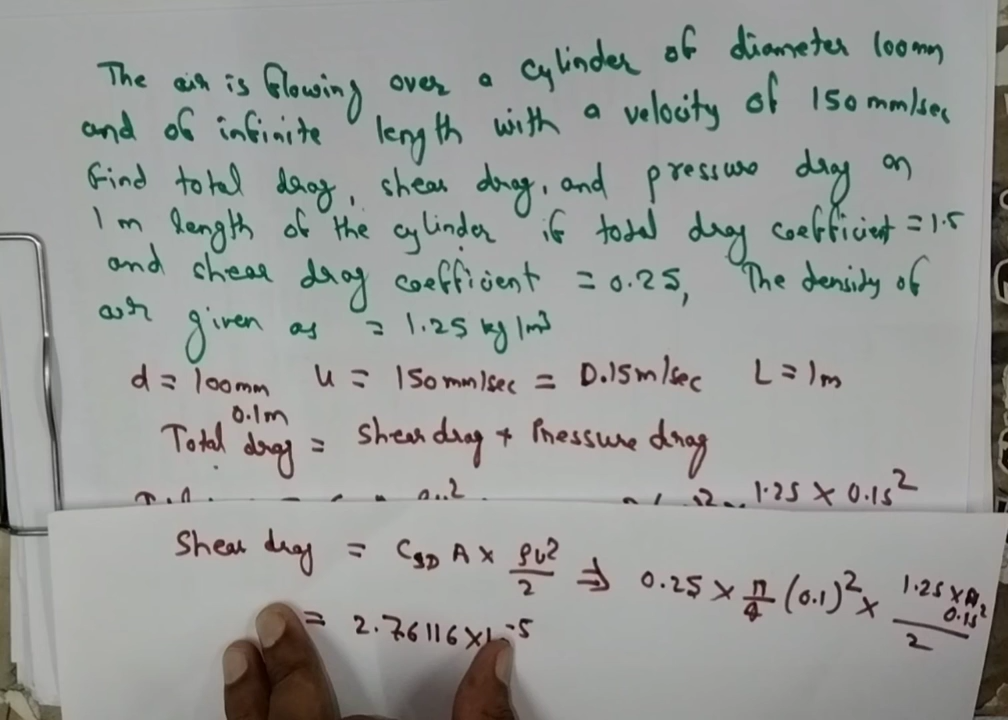 The air is flowing over a cylinder of diameter 100mm
and of infinite length with a velocity of 150 mm/sec
Find total drag, shear drag, and pressure drag on
1 m length of the cylinder if total drag coefficient = 1.5
and shear drag coefficient = 0.25, The density of
air given as = 1.25 kg/m³
d = 100mm U = 150 mm/sec = 0.15m/sec L = 1m
0.1m
Total drag = Shear drag + Pressure drag
1.25 × 0.15²
Shear drag = C_SD A × ρU²/2 ⇒ 0.25 × π/4 (0.1)² × 1.25 × 0.15²/2
= 2.76116 × -5